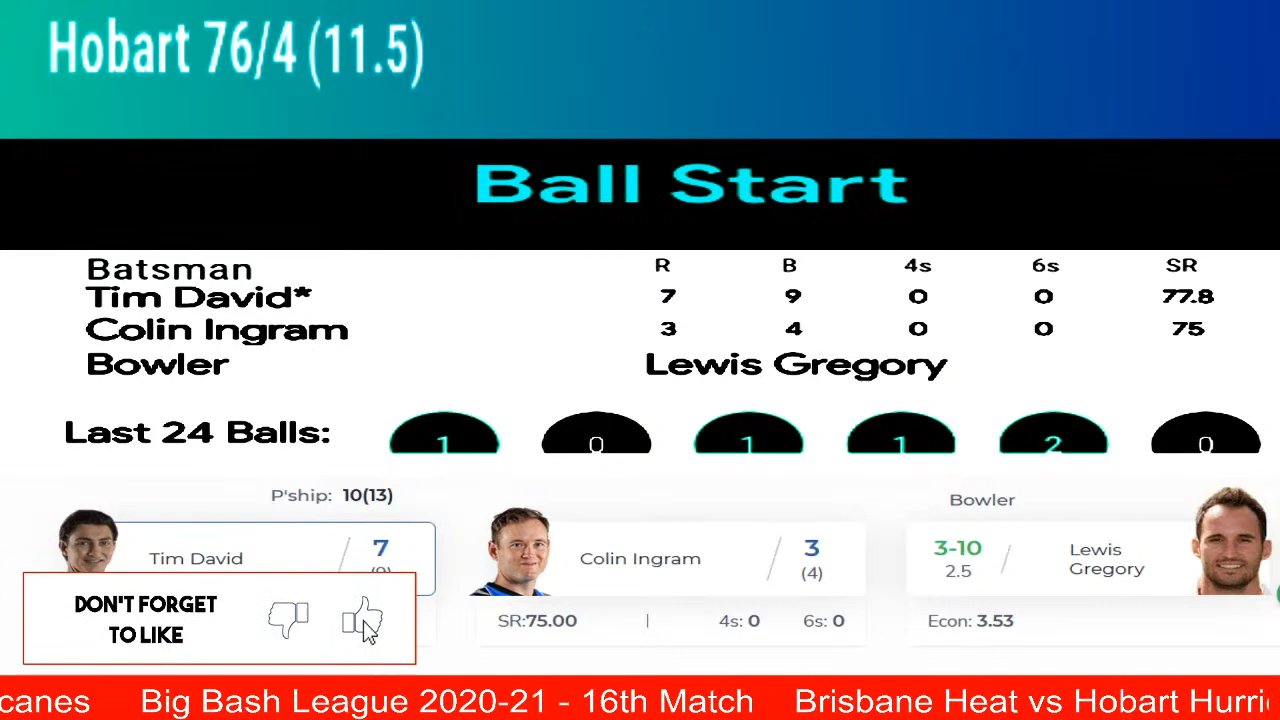 Hobart 76/4 (11.5)
Ball Start
Batsman R B 4s 6s SR
Tim David* 7 9 0 0 77.8
Colin Ingram 3 4 0 0 75
Bowler Lewis Gregory
Last 24 Balls: 1 0 1 1 2 0
P'ship: 10(13) Bowler
Tim David / 7 Colin Ingram / 3 (4) 3-10 2.5 / Lewis Gregory
DON'T FORGET TO LIKE
SR:75.00 | 4s: 0 6s: 0 Econ: 3.53
canes Big Bash League 2020-21 - 16th Match Brisbane Heat vs Hobart Hurri